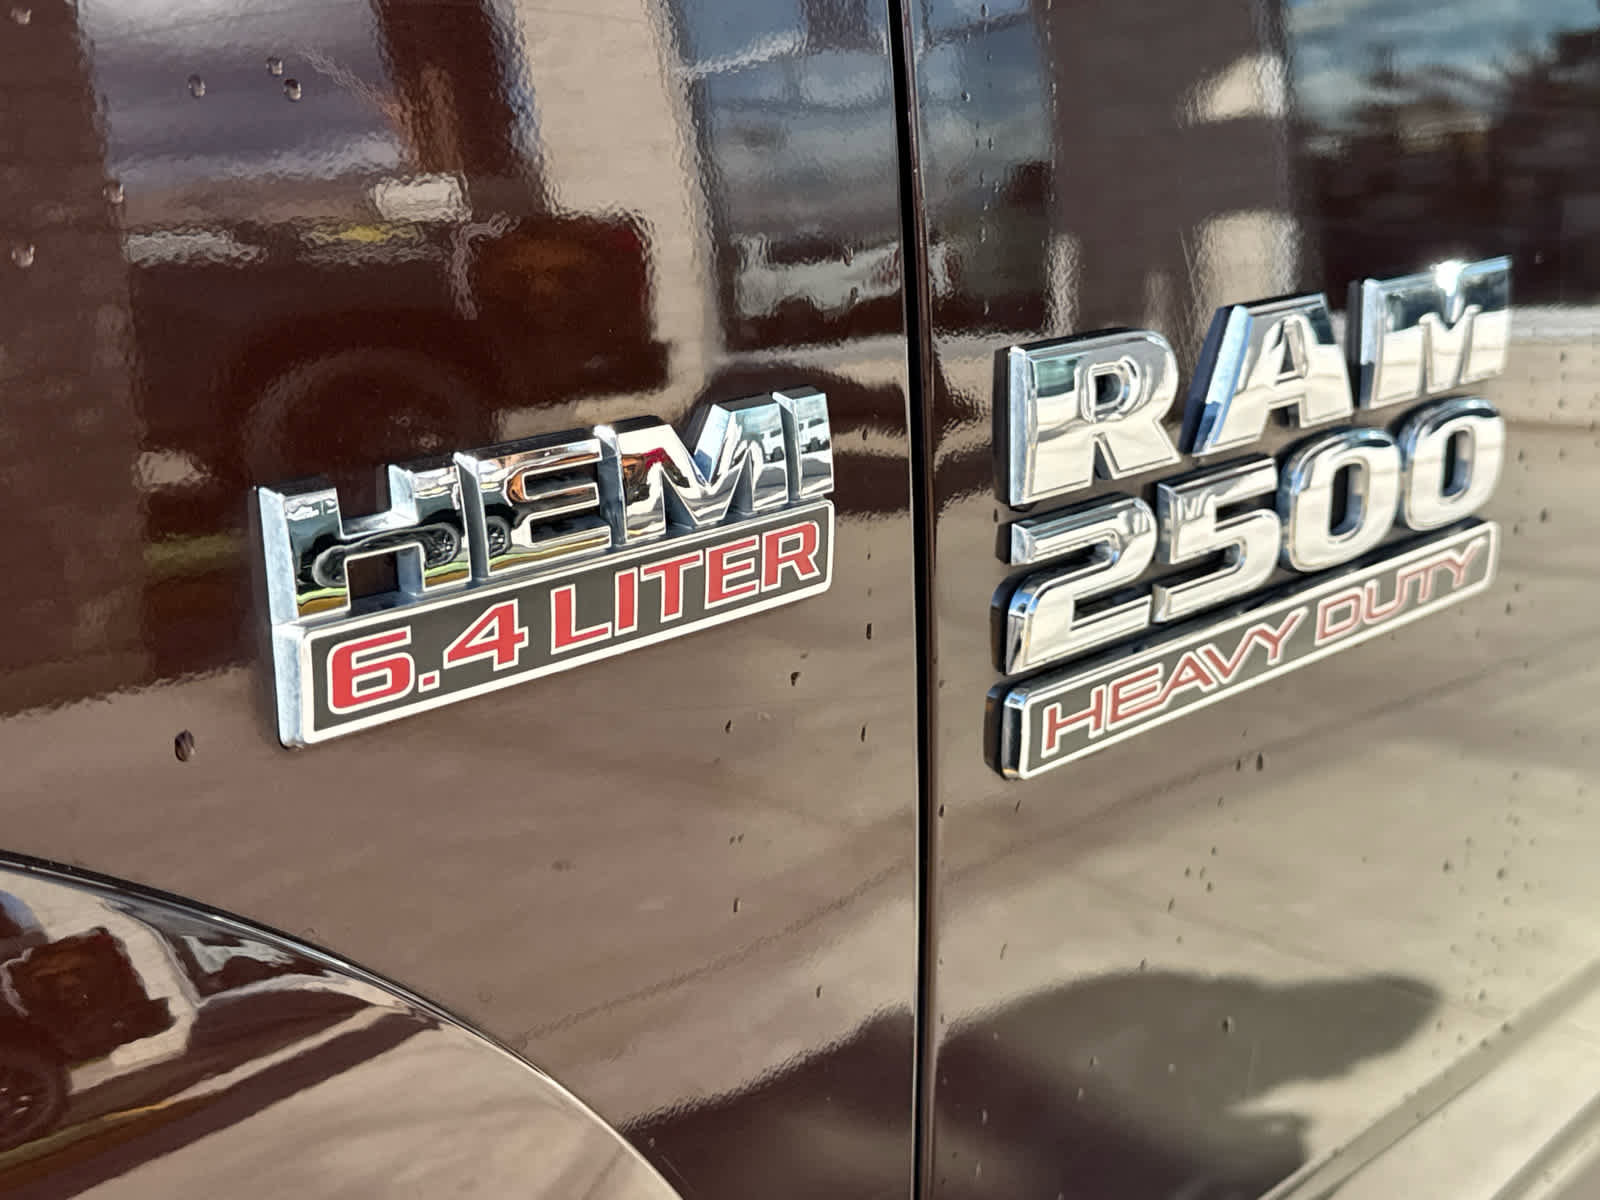 HEMI
6.4 LITER
RAM
2500
HEAVY DUTY